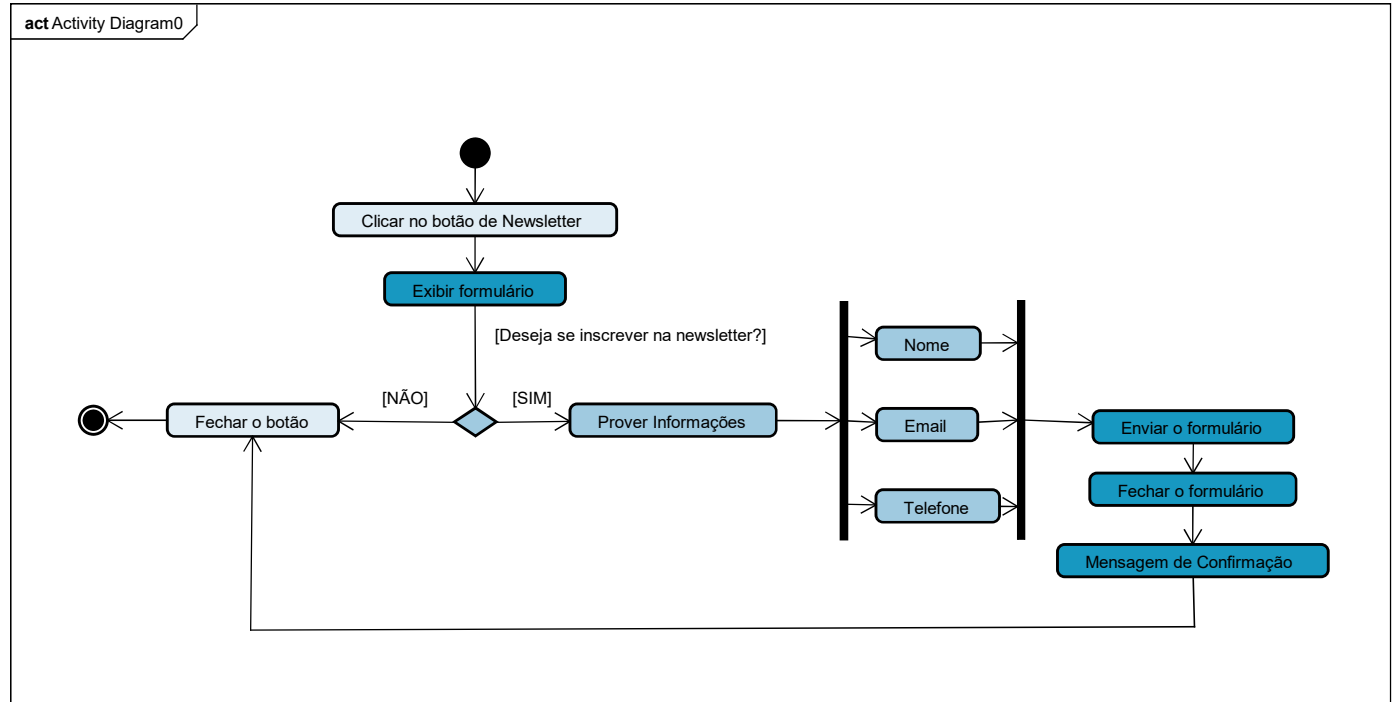 act Activity Diagram0
Clicar no botão de Newsletter
Exibir formulário
[Deseja se inscrever na newsletter?]
[NÃO]
[SIM]
Fechar o botão
Prover Informações
Nome
Email
Telefone
Enviar o formulário
Fechar o formulário
Mensagem de Confirmação